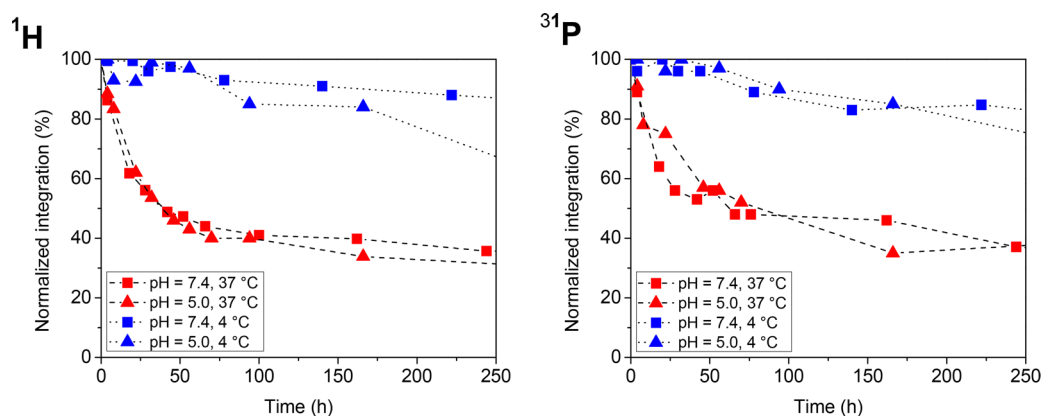 ¹H
Normalized integration (%)
100
80
60
40
20
0
pH = 7.4, 37 °C
pH = 5.0, 37 °C
pH = 7.4, 4 °C
pH = 5.0, 4 °C
0 50 100 150 200 250
Time (h)
³¹P
Normalized integration (%)
100
80
60
40
20
0
pH = 7.4, 37 °C
pH = 5.0, 37 °C
pH = 7.4, 4 °C
pH = 5.0, 4 °C
0 50 100 150 200 250
Time (h)